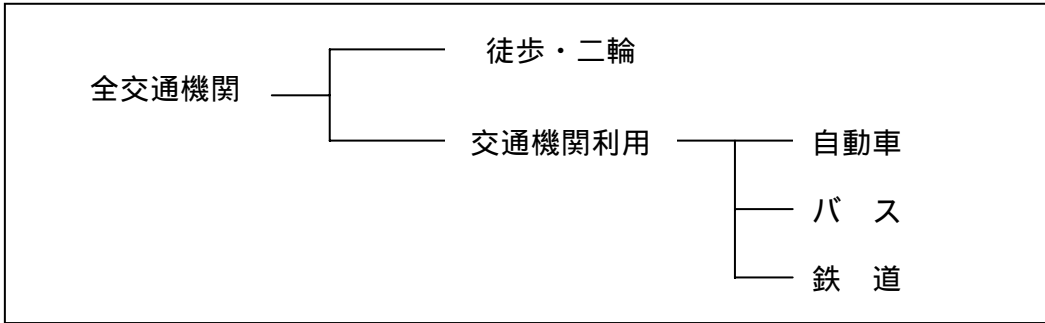 徒歩・二輪
全交通機関
交通機関利用
自動車
バ　ス
鉄　道